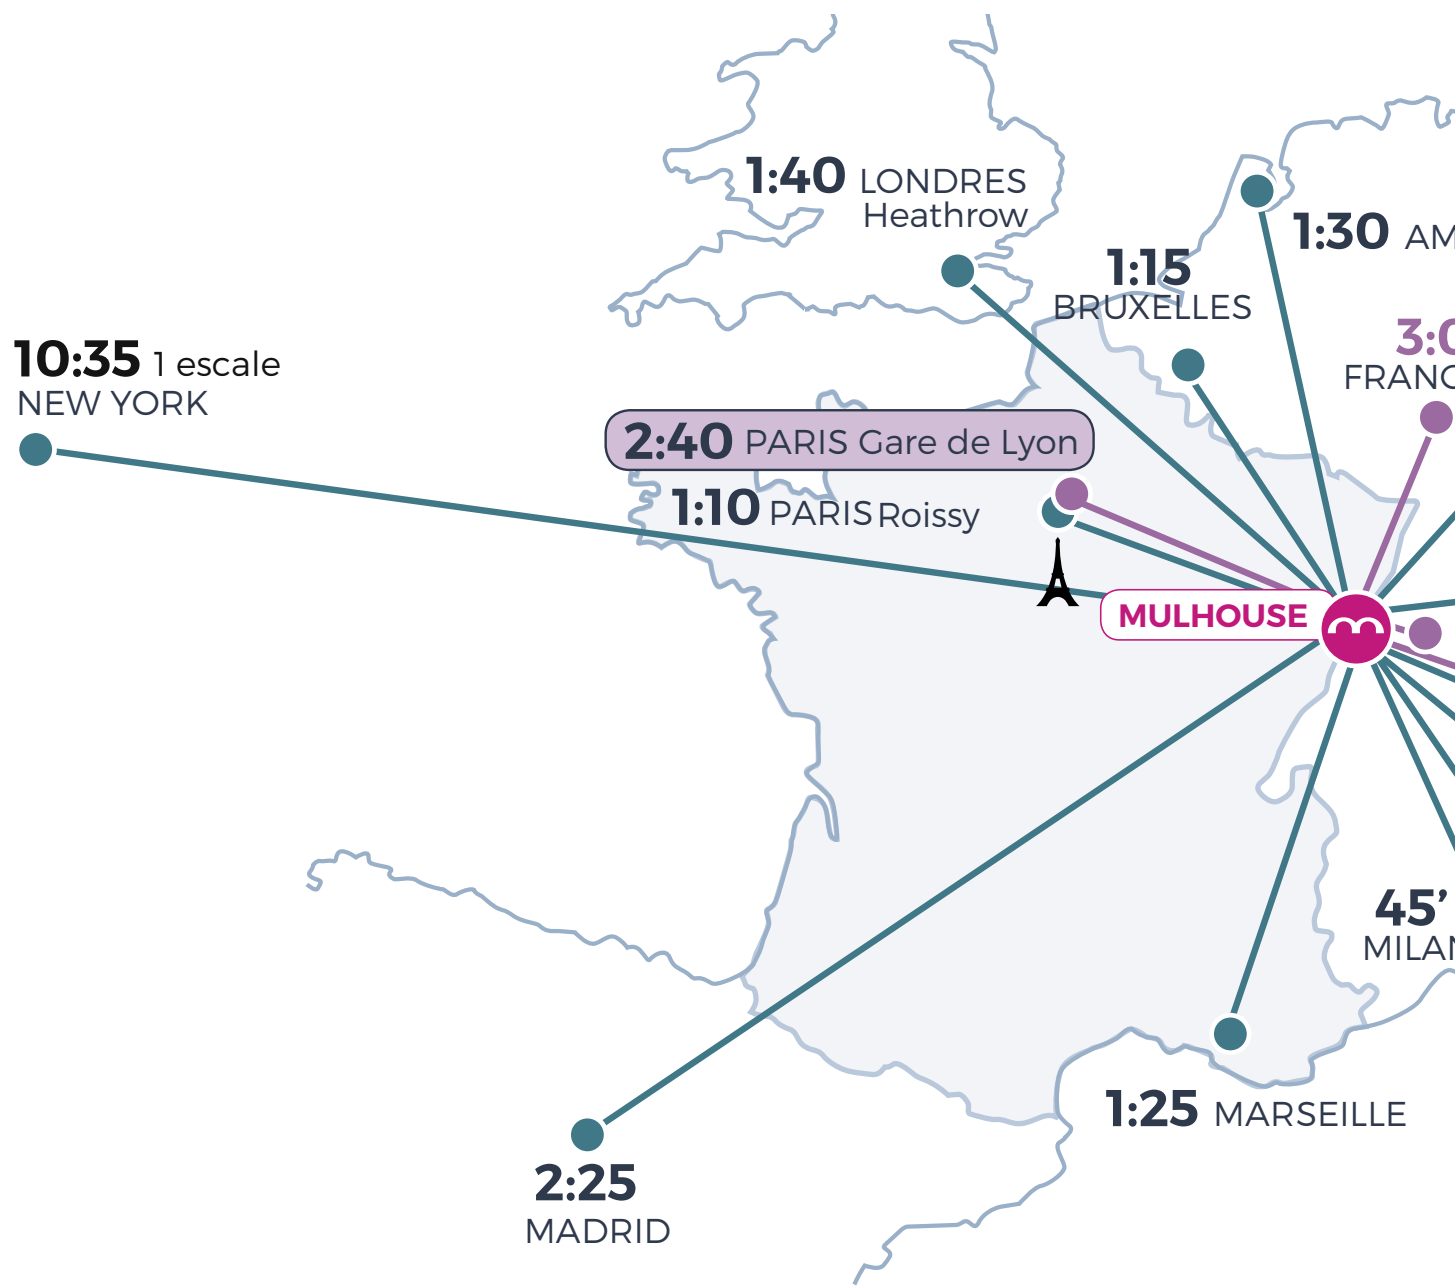 1:40 LONDRES
Heathrow
1:30 AM
1:15
BRUXELLES
3:0
FRANC
10:35 1 escale
NEW YORK
2:40 PARIS Gare de Lyon
1:10 PARIS Roissy
MULHOUSE
45’
MILAN
1:25 MARSEILLE
2:25
MADRID